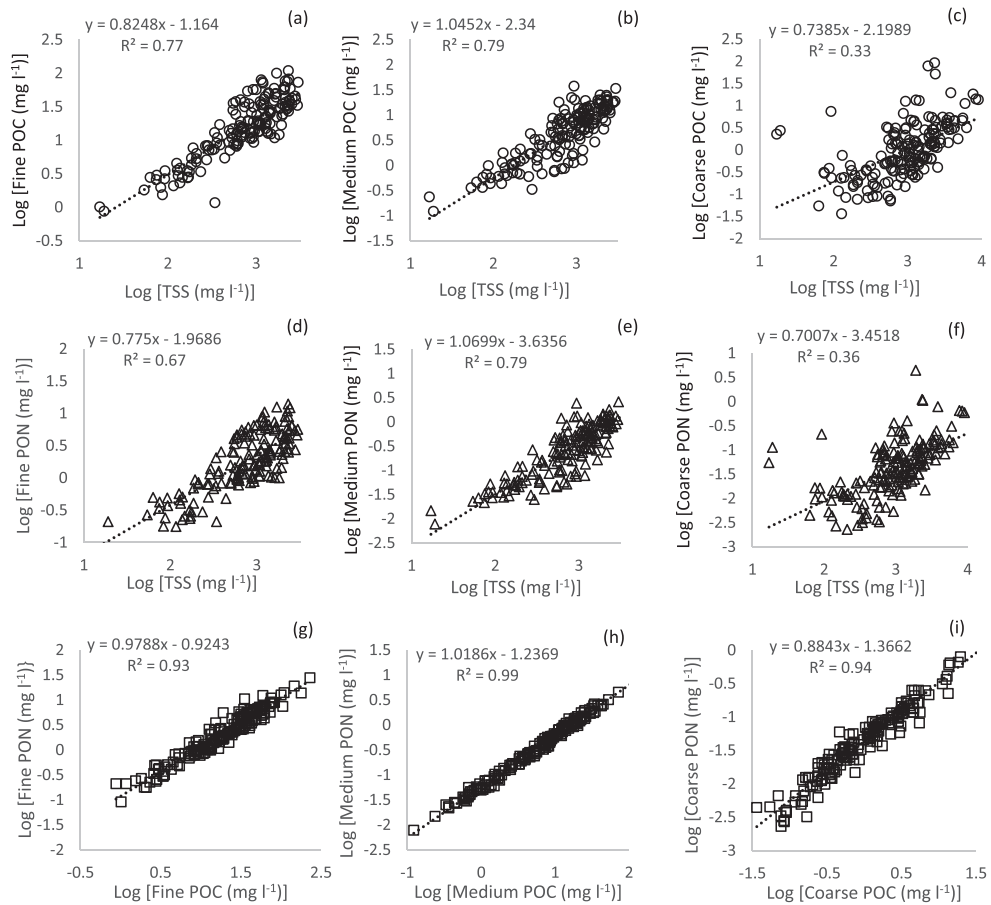 y = 0.8248x - 1.164
R² = 0.77
(a)
Log [Fine POC (mg l⁻¹)]
2.5
2
1.5
1
0.5
0
-0.5
1 2 3
Log [TSS (mg l⁻¹)]
y = 1.0452x - 2.34
R² = 0.79
(b)
Log [Medium POC (mg l⁻¹)]
2.5
2
1.5
1
0.5
0
-0.5
-1
-1.5
1 2 3
Log [TSS (mg l⁻¹)]
y = 0.7385x - 2.1989
R² = 0.33
(c)
Log [Coarse POC (mg l⁻¹)]
2.5
2
1.5
1
0.5
0
-0.5
-1
-1.5
-2
1 2 3 4
Log [TSS (mg l⁻¹)]
y = 0.775x - 1.9686
R² = 0.67
(d)
Log [Fine PON (mg l⁻¹)]
2
1.5
1
0.5
0
-0.5
-1
1 2 3
Log [TSS (mg l⁻¹)]
y = 1.0699x - 3.6356
R² = 0.79
(e)
Log [Medium PON (mg l⁻¹)]
1.5
1
0.5
0
-0.5
-1
-1.5
-2
-2.5
1 2 3
Log [TSS (mg l⁻¹)]
y = 0.7007x - 3.4518
R² = 0.36
(f)
Log [Coarse PON (mg l⁻¹)]
1
0.5
0
-0.5
-1
-1.5
-2
-2.5
-3
1 2 3 4
Log [TSS (mg l⁻¹)]
y = 0.9788x - 0.9243
R² = 0.93
(g)
Log [Fine PON (mg l⁻¹)}
2
1.5
1
0.5
0
-0.5
-1
-1.5
-2
-0.5 0.5 1.5 2.5
Log [Fine POC (mg l⁻¹)]
y = 1.0186x - 1.2369
R² = 0.99
(h)
Log [Medium PON (mg l⁻¹)]
1.5
1
0.5
0
-0.5
-1
-1.5
-2
-2.5
-1 0 1 2
Log [Medium POC (mg l⁻¹)]
y = 0.8843x - 1.3662
R² = 0.94
(i)
Log [Coarse PON (mg l⁻¹)]
0
-0.5
-1
-1.5
-2
-2.5
-3
-1.5 -0.5 0.5 1.5
Log [Coarse POC (mg l⁻¹)]